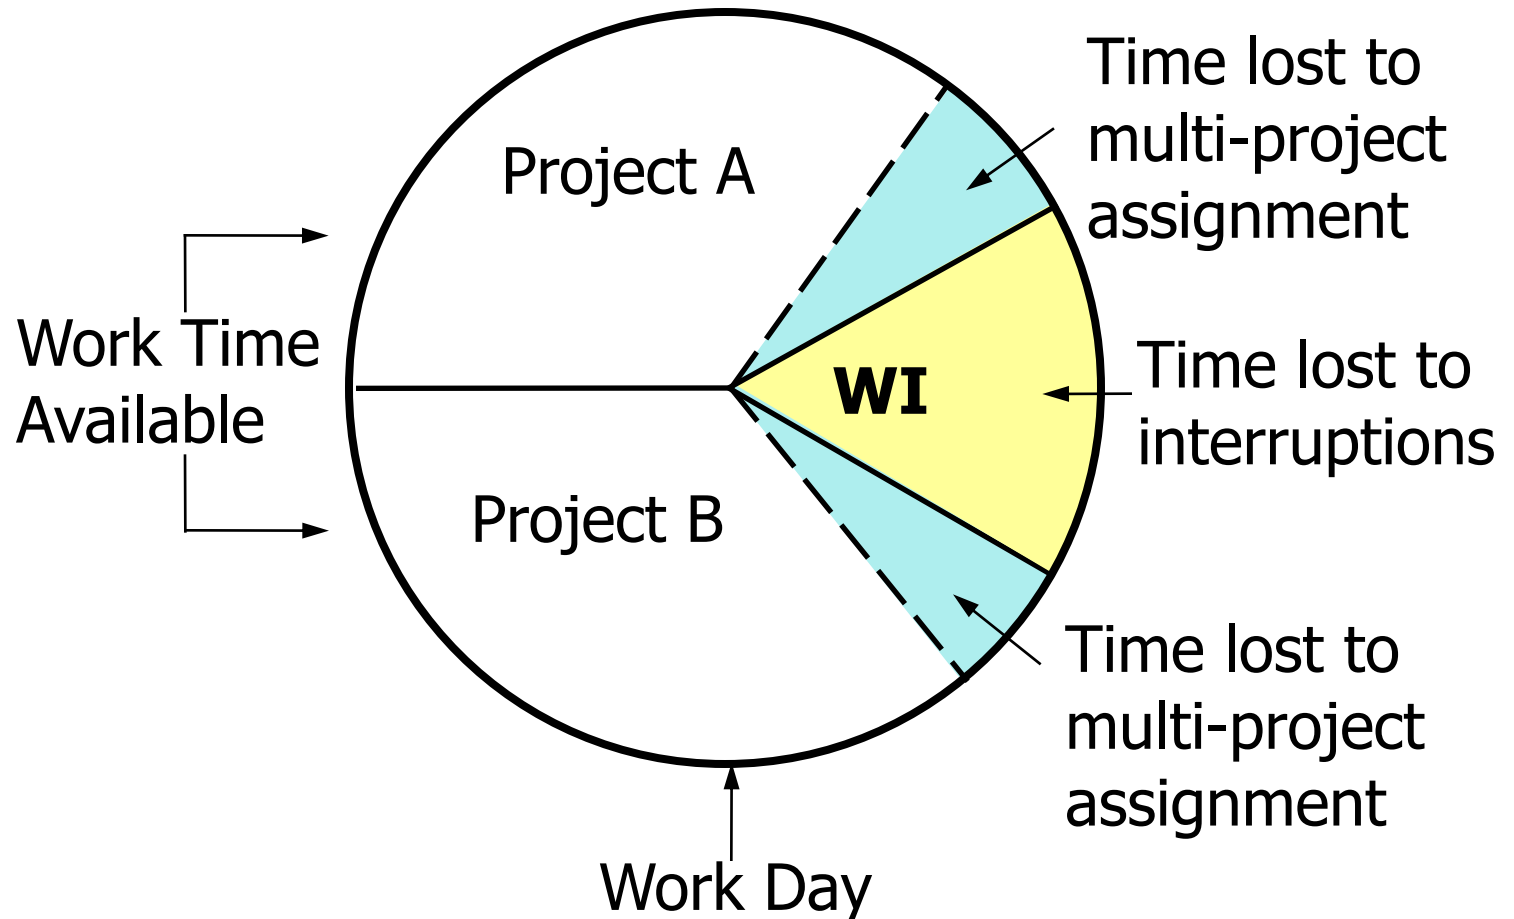 Time lost to
multi-project
assignment
Project A
Work Time
Available
WI
Time lost to
interruptions
Project B
Time lost to
multi-project
assignment
Work Day